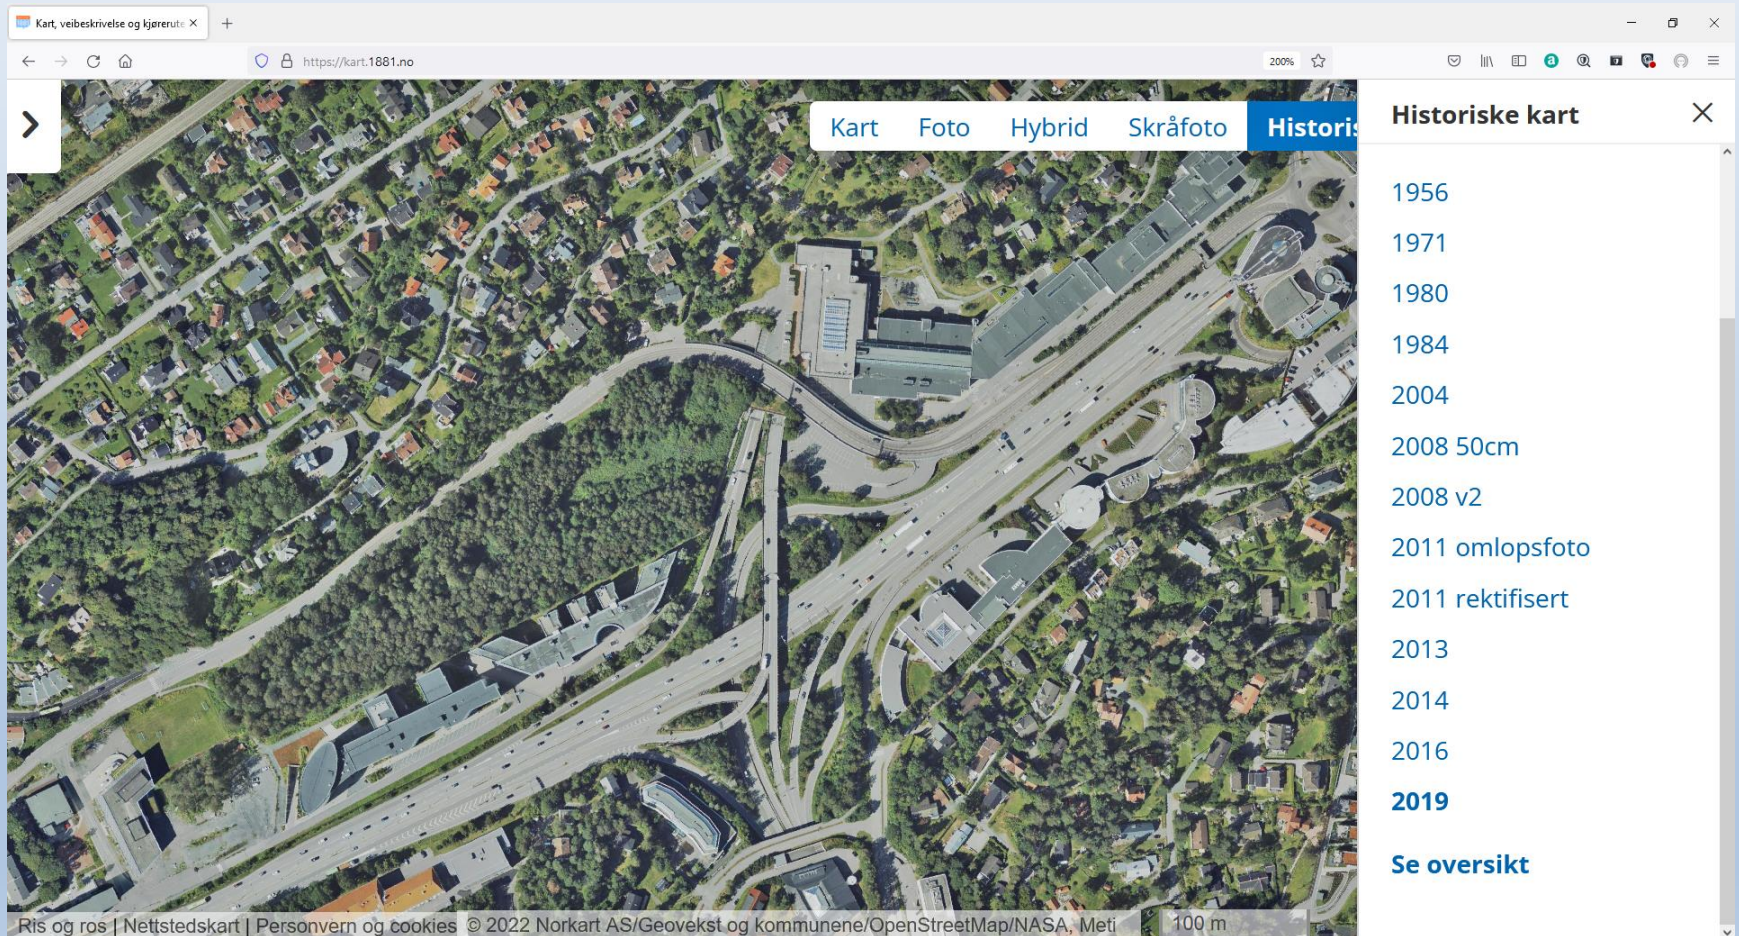 Kart, veibeskrivelse og kjørerute
https://kart.1881.no
200%
Kart Foto Hybrid Skråfoto Historis
Historiske kart
1956
1971
1980
1984
2004
2008 50cm
2008 v2
2011 omlopsfoto
2011 rektifisert
2013
2014
2016
2019
Se oversikt
Ris og ros | Nettstedskart | Personvern og cookies © 2022 Norkart AS/Geovekst og kommunene/OpenStreetMap/NASA, Meti
100 m